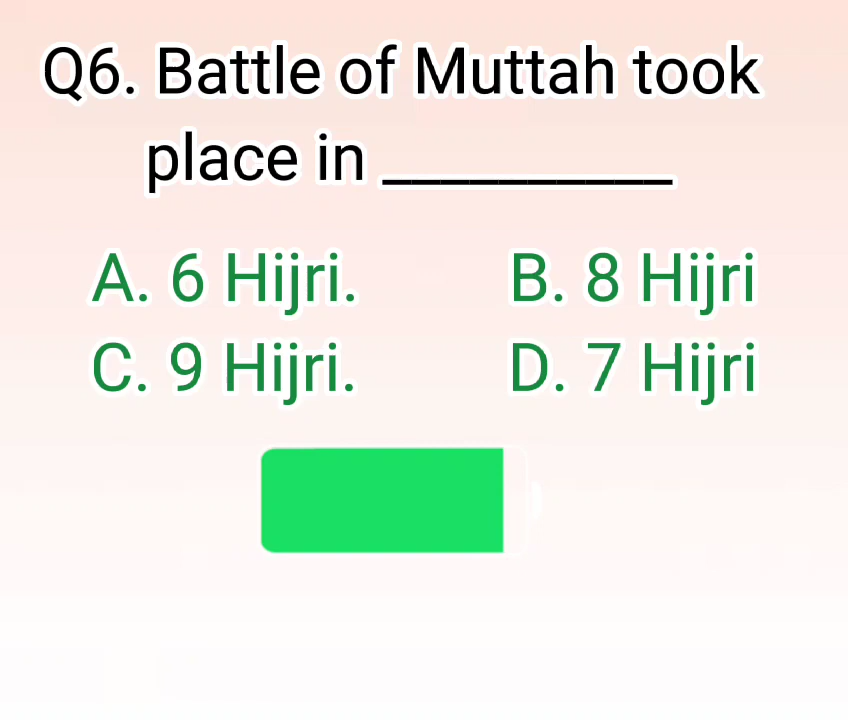 Q6. Battle of Muttah took
place in __________
A. 6 Hijri. B. 8 Hijri
C. 9 Hijri. D. 7 Hijri